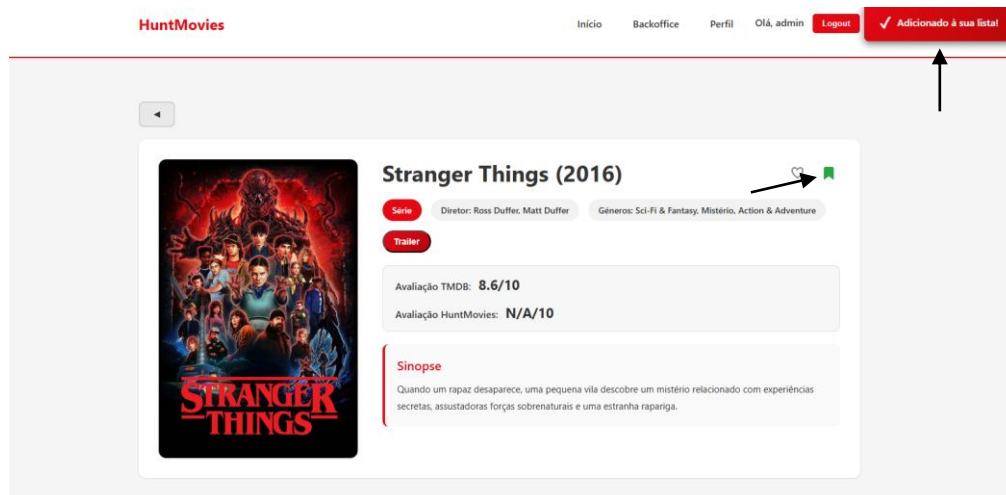 HuntMovies
Início Backoffice Perfil Olá, admin Logout
✓ Adicionado à sua lista!
◄
STRANGER
THINGS
Stranger Things (2016)
Série Diretor: Ross Duffer, Matt Duffer Géneros: Sci-Fi & Fantasy, Mistério, Action & Adventure
Trailer
Avaliação TMDB: 8.6/10
Avaliação HuntMovies: N/A/10
Sinopse
Quando um rapaz desaparece, uma pequena vila descobre um mistério relacionado com experiências
secretas, assustadoras forças sobrenaturais e uma estranha rapariga.